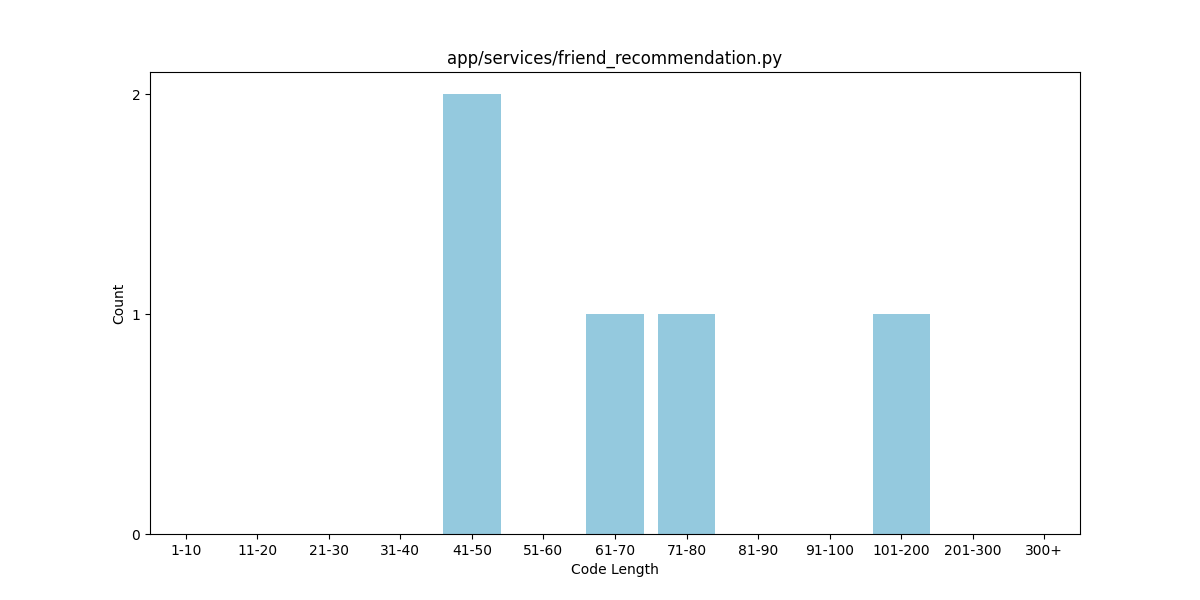 app/services/friend_recommendation.py
2
1
0
Count
1-10 11-20 21-30 31-40 41-50 51-60 61-70 71-80 81-90 91-100 101-200 201-300 300+
Code Length